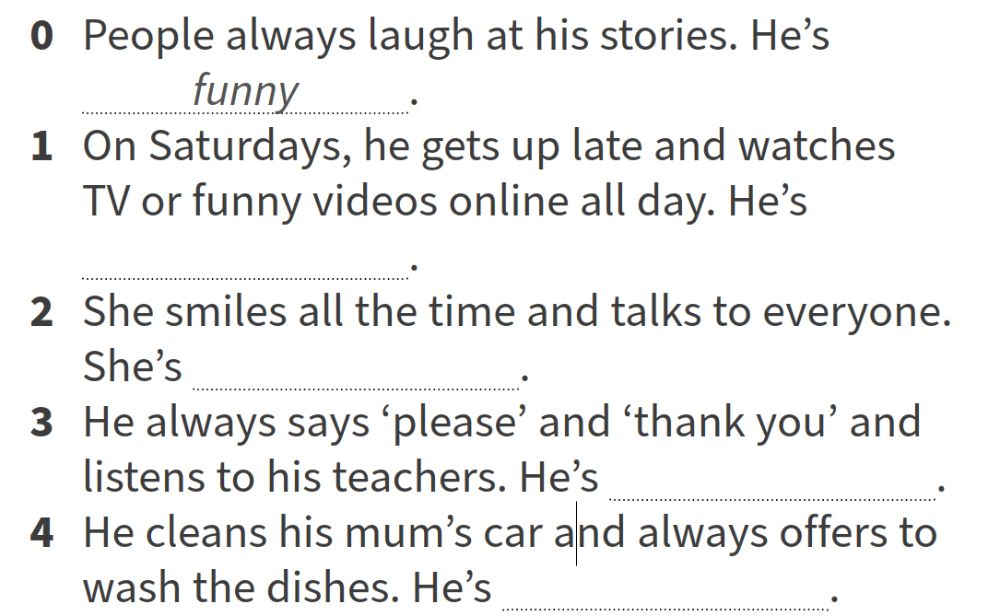 0 People always laugh at his stories. He’s
funny .
1 On Saturdays, he gets up late and watches
TV or funny videos online all day. He’s
.
2 She smiles all the time and talks to everyone.
She’s .
3 He always says ‘please’ and ‘thank you’ and
listens to his teachers. He’s .
4 He cleans his mum’s car and always offers to
wash the dishes. He’s .